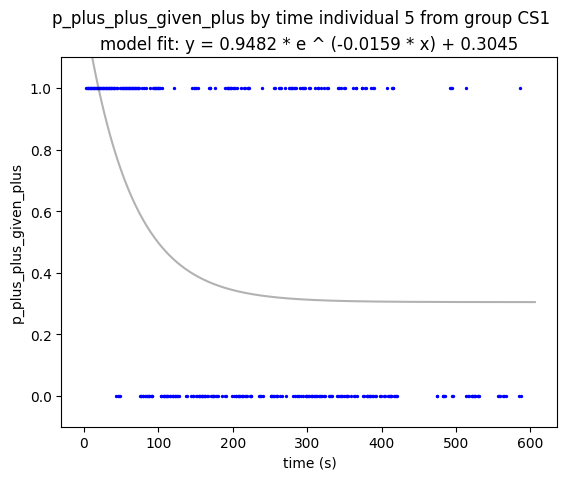 p_plus_plus_given_plus by time individual 5 from group CS1
model fit: y = 0.9482 * e ^ (-0.0159 * x) + 0.3045
1.0
0.8
0.6
0.4
0.2
0.0
p_plus_plus_given_plus
0 100 200 300 400 500 600
time (s)